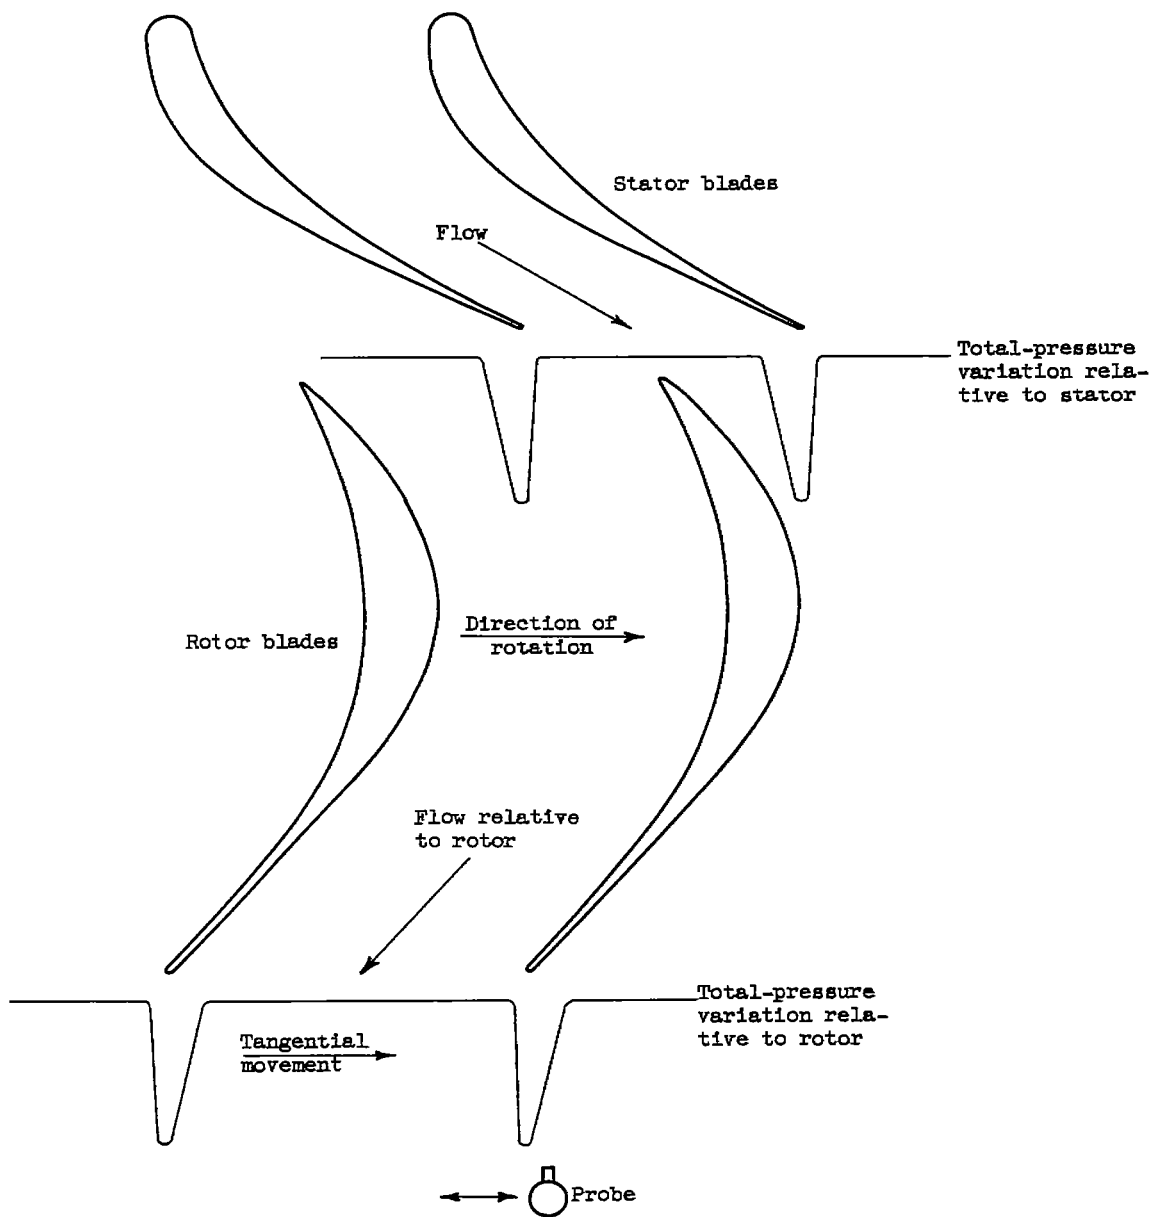 Stator blades
Flow
Total-pressure
variation rela-
tive to stator
Rotor blades
Direction of
rotation
Flow relative
to rotor
Total-pressure
variation rela-
tive to rotor
Tangential
movement
Probe